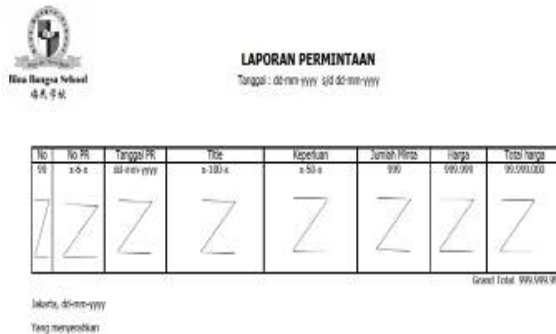 Bina Bangsa School
LAPORAN PERMINTAAN
Tanggal : dd-mm-yyyy s/d dd-mm-yyyy
No No PR Tanggal PR Title Keperluan Jumlah Minta Harga Total harga
99 x-6-x dd-mm-yyyy x-100-x x-50-x 999 999.999 99.999.000
Grand Total 999.999.99
Jakarta, dd-mm-yyyy
Yang menyerahkan